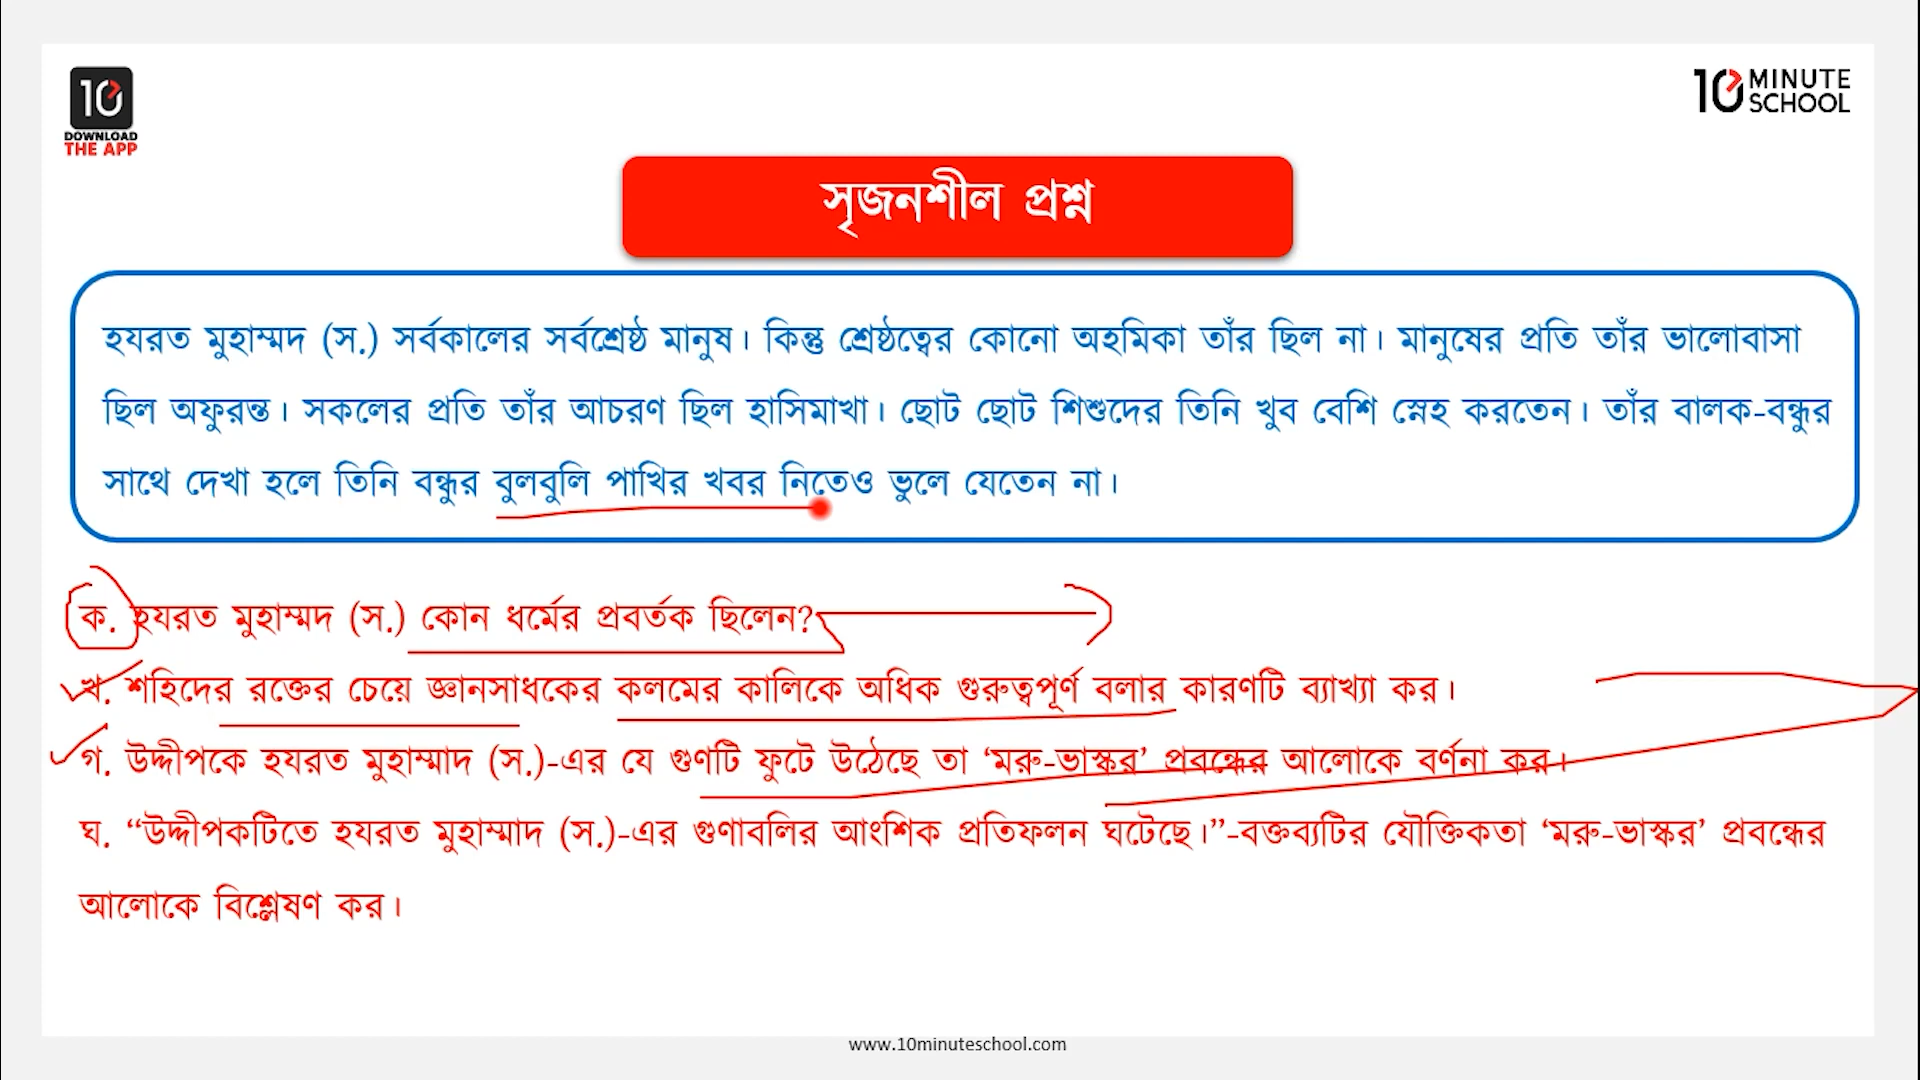 10
DOWNLOAD
THE APP
10 MINUTE
SCHOOL
সৃজনশীল প্রশ্ন
হযরত মুহাম্মদ (স.) সর্বকালের সর্বশ্রেষ্ঠ মানুষ। কিন্তু শ্রেষ্ঠত্বের কোনো অহমিকা তাঁর ছিল না। মানুষের প্রতি তাঁর ভালোবাসা
ছিল অফুরন্ত। সকলের প্রতি তাঁর আচরণ ছিল হাসিমাখা। ছোট ছোট শিশুদের তিনি খুব বেশি স্নেহ করতেন। তাঁর বালক-বন্ধুর
সাথে দেখা হলে তিনি বন্ধুর বুলবুলি পাখির খবর নিতেও ভুলে যেতেন না।
ক. হযরত মুহাম্মদ (স.) কোন ধর্মের প্রবর্তক ছিলেন?
খ. শহিদের রক্তের চেয়ে জ্ঞানসাধকের কলমের কালিকে অধিক গুরুত্বপূর্ণ বলার কারণটি ব্যাখ্যা কর।
গ. উদ্দীপকে হযরত মুহাম্মাদ (স.)-এর যে গুণটি ফুটে উঠেছে তা ‘মরু-ভাস্কর’ প্রবন্ধের আলোকে বর্ণনা কর।
ঘ. “উদ্দীপকটিতে হযরত মুহাম্মাদ (স.)-এর গুণাবলির আংশিক প্রতিফলন ঘটেছে।”-বক্তব্যটির যৌক্তিকতা ‘মরু-ভাস্কর’ প্রবন্ধের
আলোকে বিশ্লেষণ কর।
www.10minuteschool.com